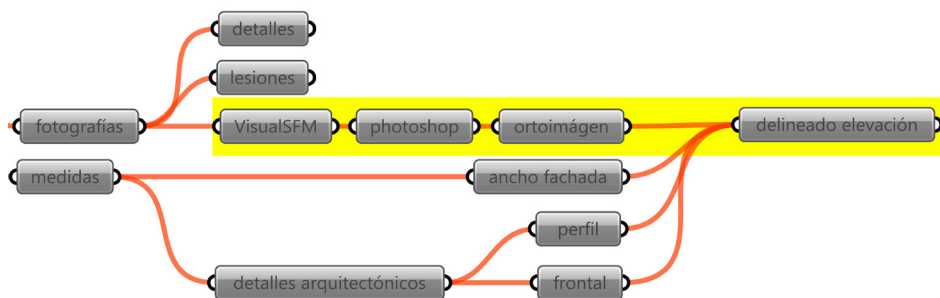 detalles
lesiones
fotografías
VisualSFM
photoshop
ortoimágen
delineado elevación
medidas
ancho fachada
perfil
detalles arquitectónicos
frontal